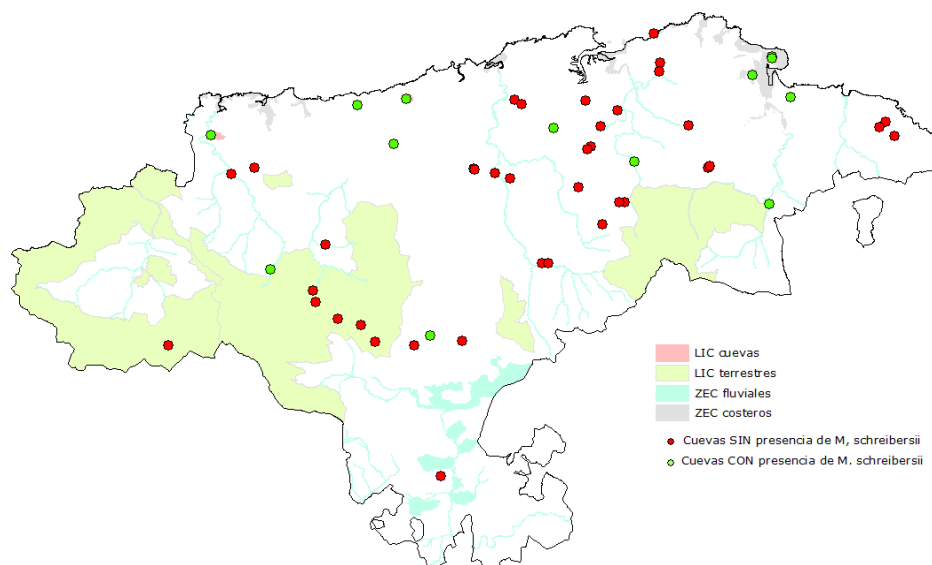 LIC cuevas
LIC terrestres
ZEC fluviales
ZEC costeros
Cuevas SIN presencia de M, schreibersii
Cuevas CON presencia de M. schreibersii